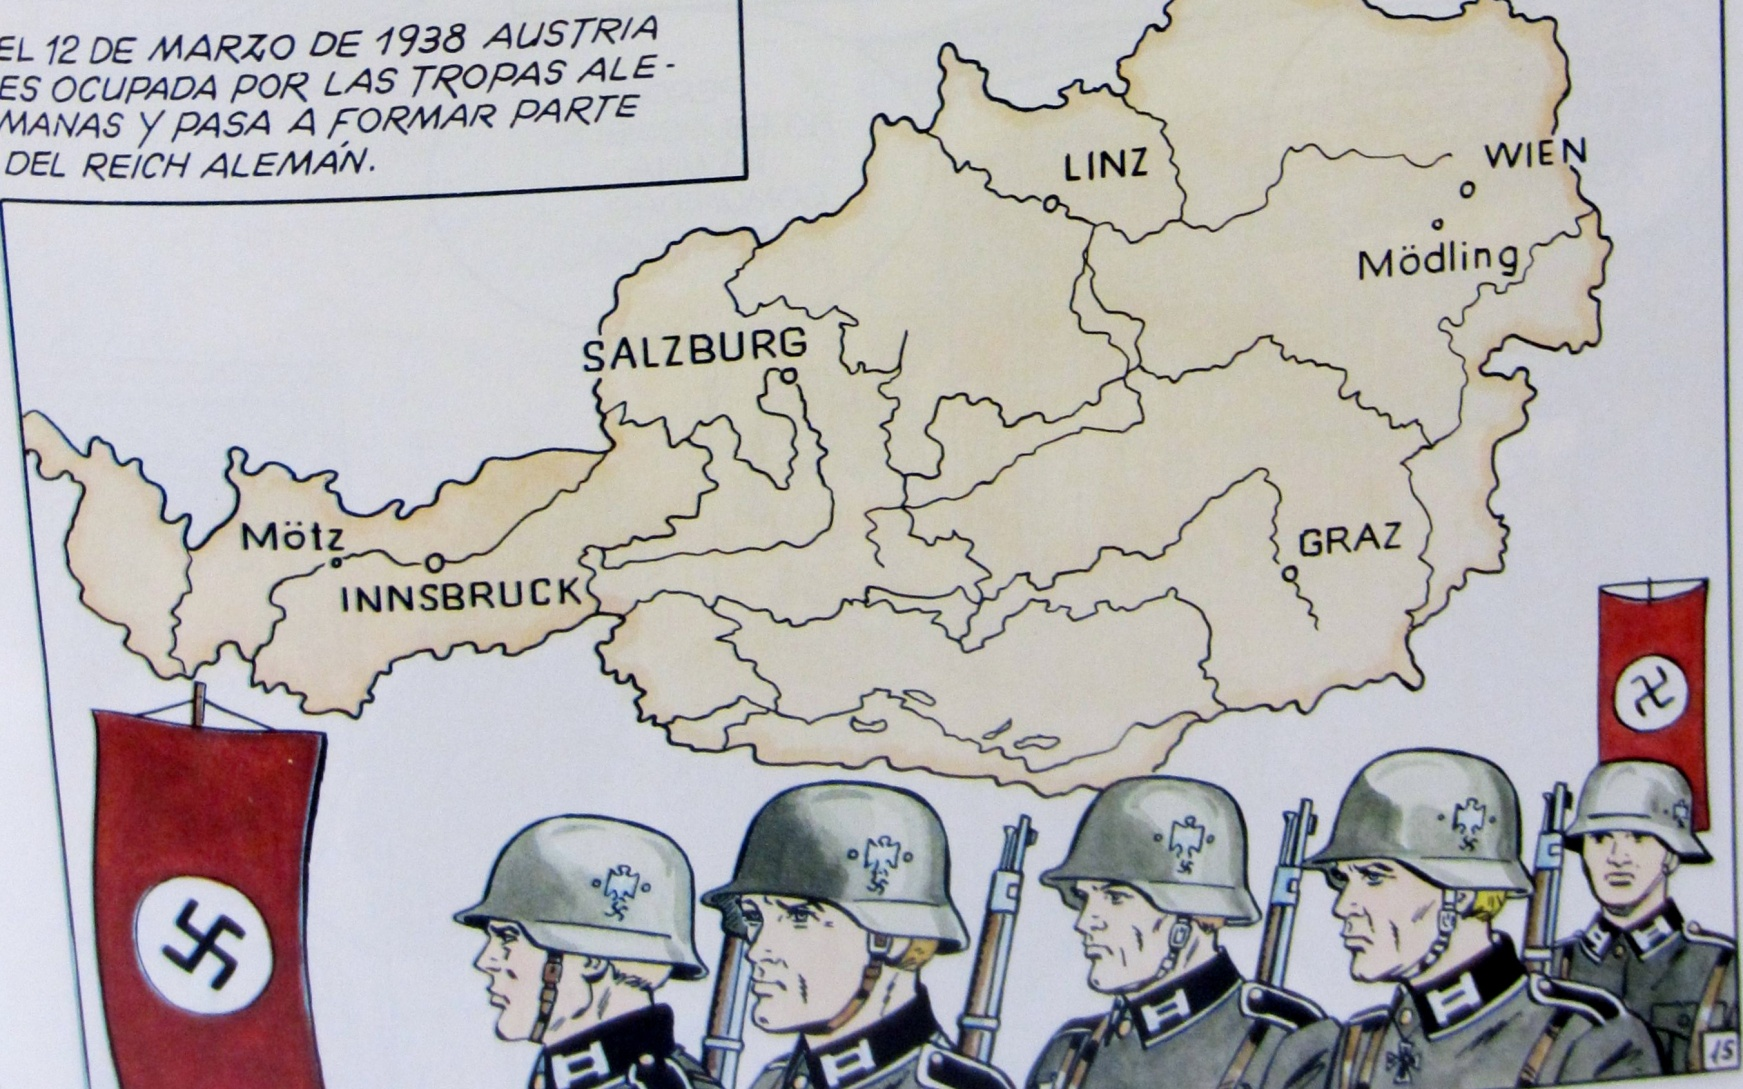 EL 12 DE MARZO DE 1938 AUSTRIA
ES OCUPADA POR LAS TROPAS ALE-
MANAS Y PASA A FORMAR PARTE
DEL REICH ALEMÁN.
LINZ
WIEN
Mödling
SALZBURG
Mötz
INNSBRUCK
GRAZ
15